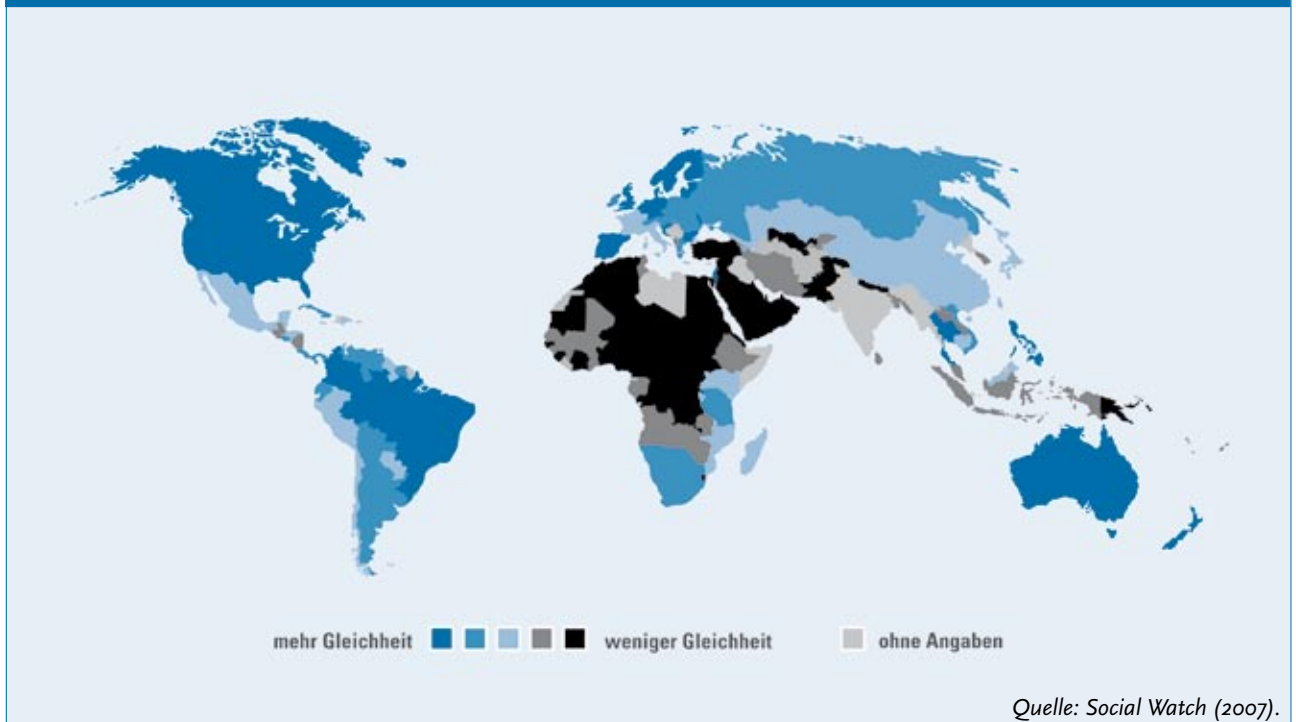 mehr Gleichheit weniger Gleichheit ohne Angaben
Quelle: Social Watch (2007).